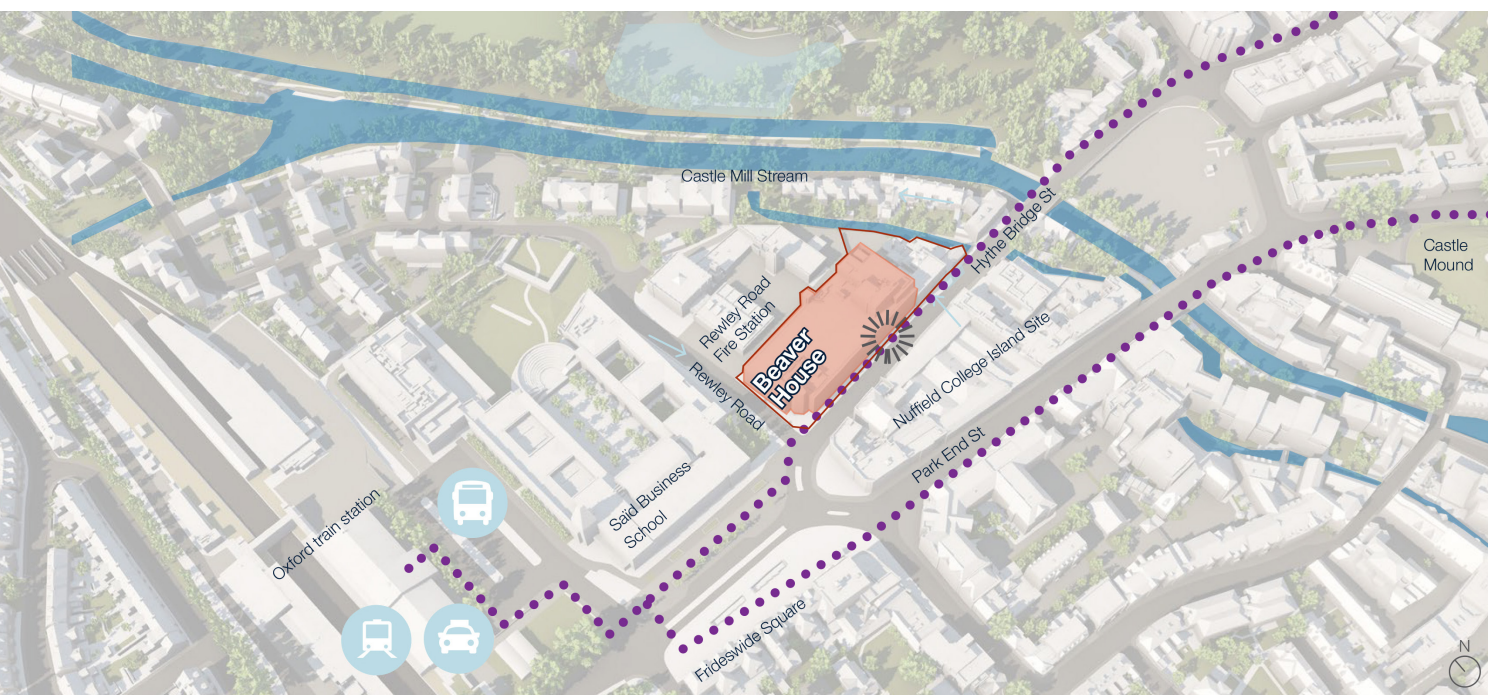 Castle Mill Stream
Hythe Bridge St
Castle
Mound
Rewley Road
Fire Station
Beaver
House
Rewley Road
Nuffield College Island Site
Park End St
Saïd Business
School
Oxford train station
Frideswide Square
N